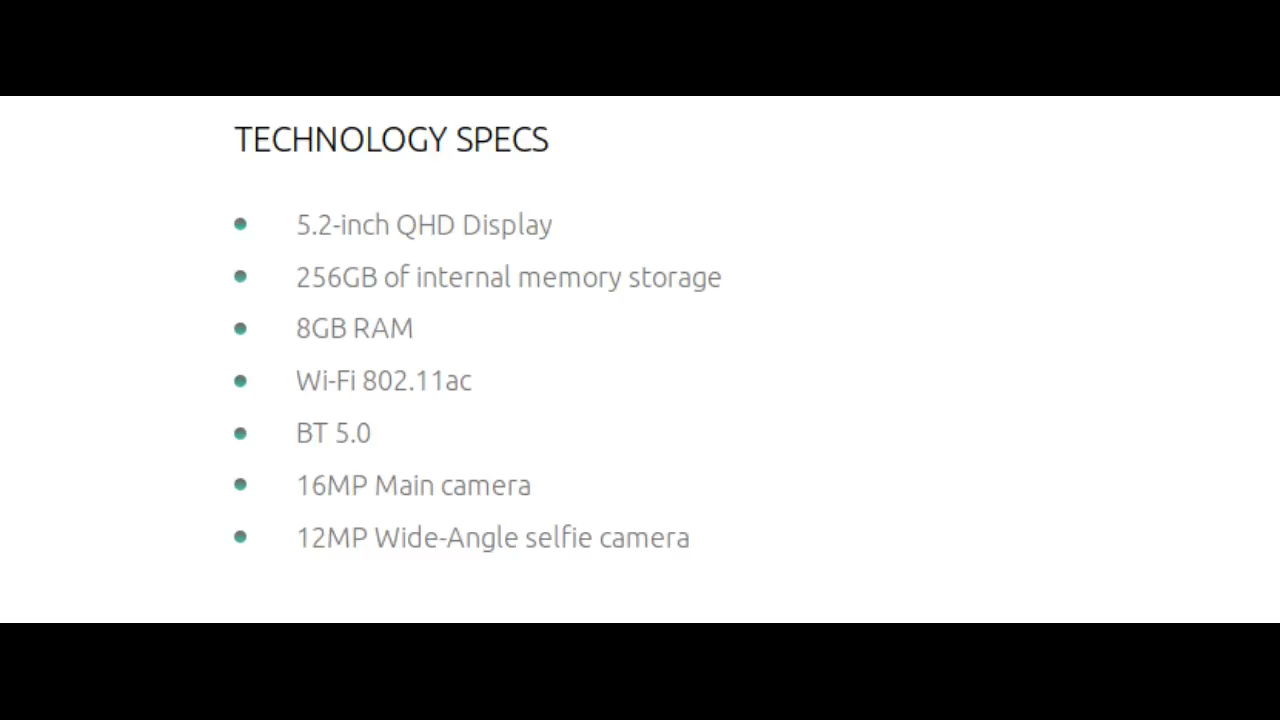 TECHNOLOGY SPECS
5.2-inch QHD Display
256GB of internal memory storage
8GB RAM
Wi-Fi 802.11ac
BT 5.0
16MP Main camera
12MP Wide-Angle selfie camera